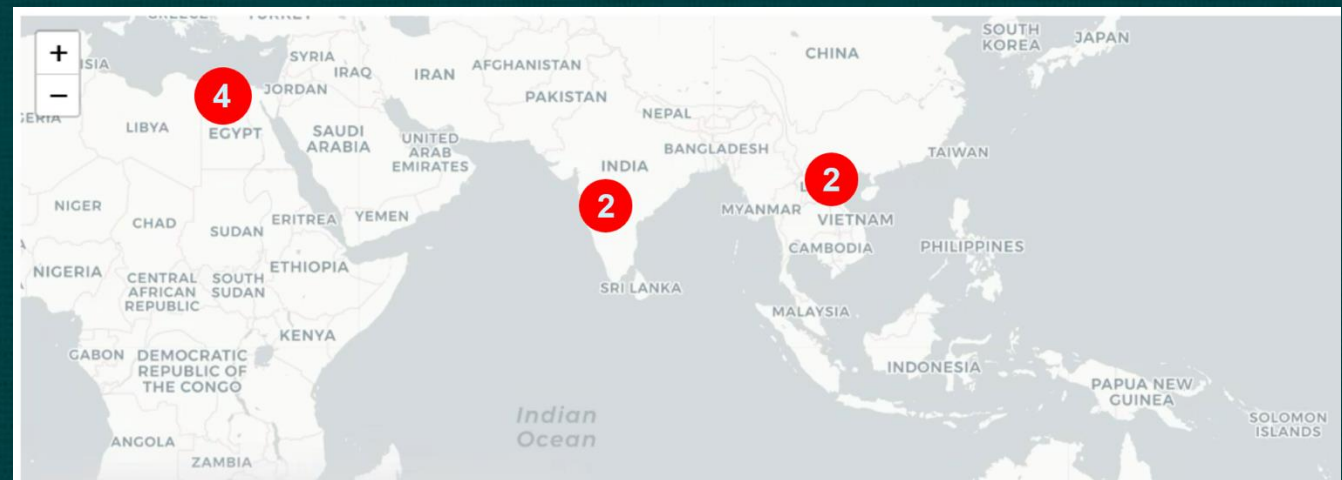 SOUTH
KOREA
JAPAN
+
SYRIA
CHINA
IRAQ
AFGHANISTAN
IRAN
4
JORDAN
−
PAKISTAN
NEPAL
LIBYA
EGYPT
SAUDI
ARABIA
UNITED
ARAB
EMIRATES
BANGLADESH
TAIWAN
INDIA
2
2
NIGER
CHAD
SUDAN
ERITREA
YEMEN
MYANMAR
VIETNAM
CAMBODIA
PHILIPPINES
NIGERIA
CENTRAL
AFRICAN
REPUBLIC
SOUTH
SUDAN
ETHIOPIA
SRI LANKA
MALAYSIA
KENYA
GABON
DEMOCRATIC
REPUBLIC OF
THE CONGO
INDONESIA
PAPUA NEW
GUINEA
Indian
Ocean
SOLOMON
ISLANDS
ANGOLA
ZAMBIA